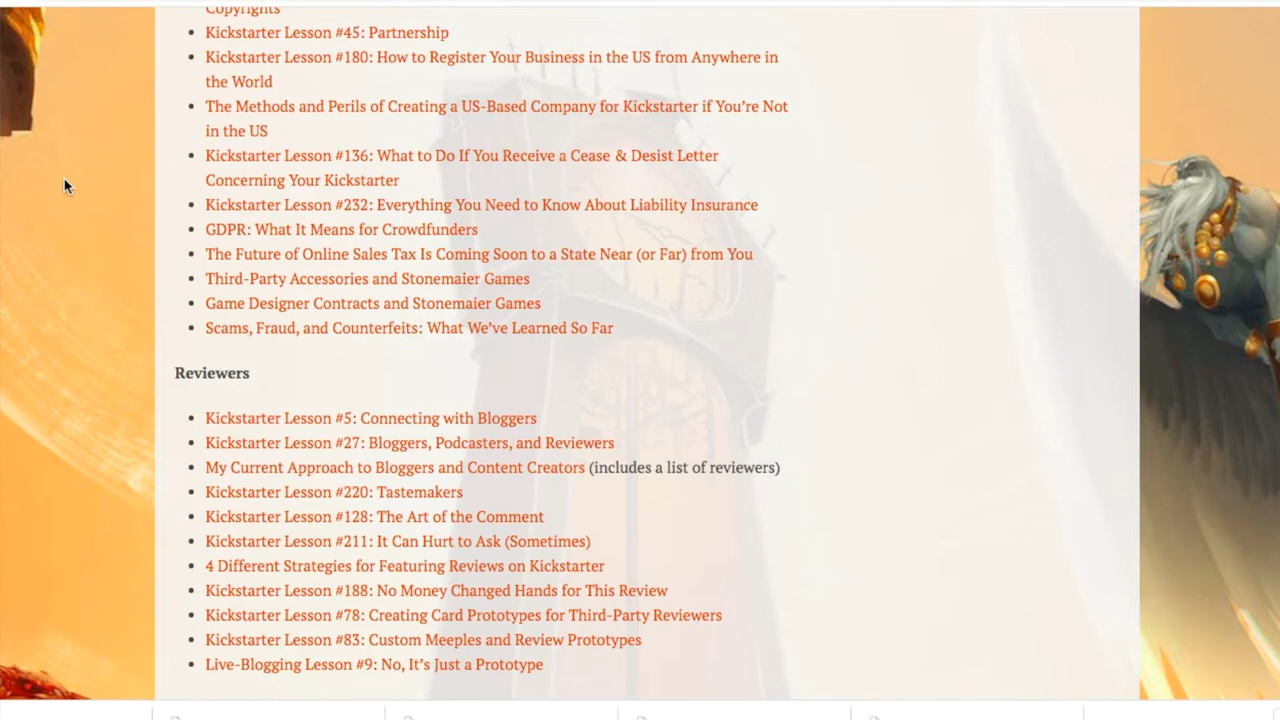 Copyrights
Kickstarter Lesson #45: Partnership
Kickstarter Lesson #180: How to Register Your Business in the US from Anywhere in
the World
The Methods and Perils of Creating a US-Based Company for Kickstarter if You’re Not
in the US
Kickstarter Lesson #136: What to Do If You Receive a Cease & Desist Letter
Concerning Your Kickstarter
Kickstarter Lesson #232: Everything You Need to Know About Liability Insurance
GDPR: What It Means for Crowdfunders
The Future of Online Sales Tax Is Coming Soon to a State Near (or Far) from You
Third-Party Accessories and Stonemaier Games
Game Designer Contracts and Stonemaier Games
Scams, Fraud, and Counterfeits: What We’ve Learned So Far
Reviewers
Kickstarter Lesson #5: Connecting with Bloggers
Kickstarter Lesson #27: Bloggers, Podcasters, and Reviewers
My Current Approach to Bloggers and Content Creators (includes a list of reviewers)
Kickstarter Lesson #220: Tastemakers
Kickstarter Lesson #128: The Art of the Comment
Kickstarter Lesson #211: It Can Hurt to Ask (Sometimes)
4 Different Strategies for Featuring Reviews on Kickstarter
Kickstarter Lesson #188: No Money Changed Hands for This Review
Kickstarter Lesson #78: Creating Card Prototypes for Third-Party Reviewers
Kickstarter Lesson #83: Custom Meeples and Review Prototypes
Live-Blogging Lesson #9: No, It’s Just a Prototype